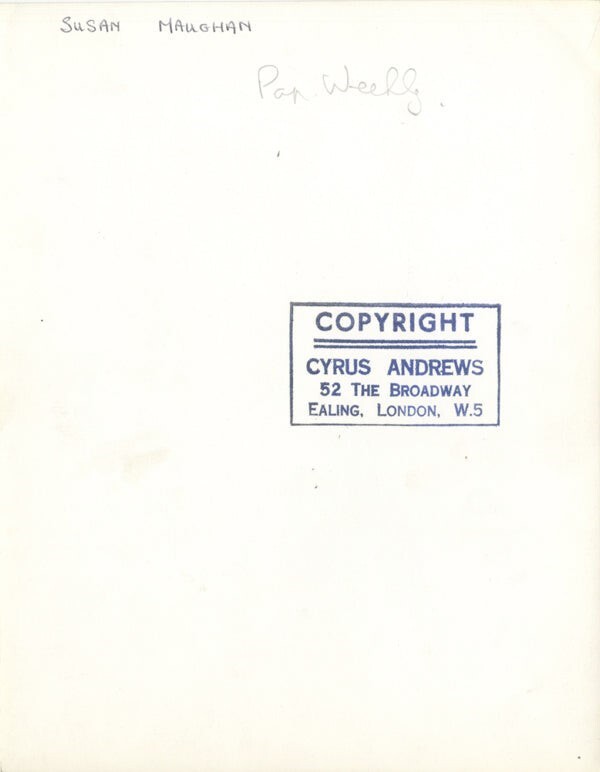 SUSAN MAUGHAN
Pop Weekly.
COPYRIGHT
CYRUS ANDREWS
52 THE BROADWAY
EALING, LONDON, W.5